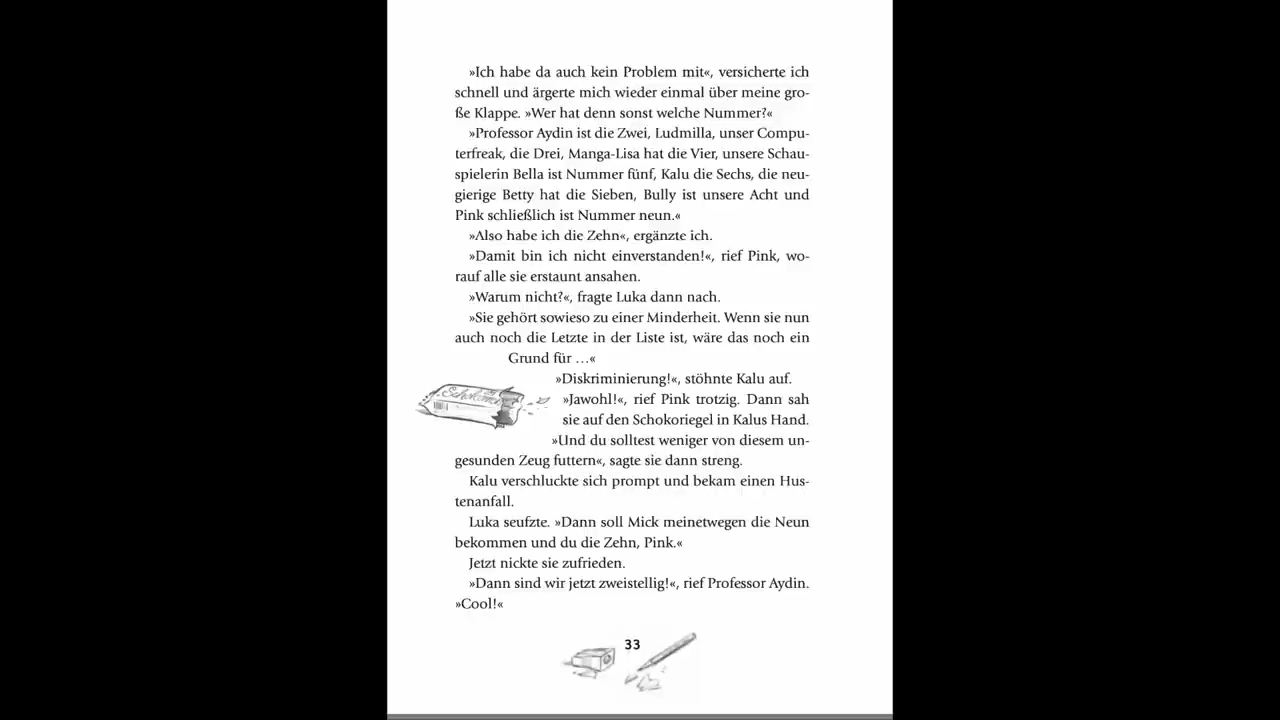 »Ich habe da auch kein Problem mit«, versicherte ich
schnell und ärgerte mich wieder einmal über meine gro-
ße Klappe. »Wer hat denn sonst welche Nummer?«
»Professor Aydin ist die Zwei, Ludmilla, unser Compu-
terfreak, die Drei, Manga-Lisa hat die Vier, unsere Schau-
spielerin Bella ist Nummer fünf, Kalu die Sechs, die neu-
gierige Betty hat die Sieben, Bully ist unsere Acht und
Pink schließlich ist Nummer neun.«
»Also habe ich die Zehn«, ergänzte ich.
»Damit bin ich nicht einverstanden!«, rief Pink, wo-
rauf alle sie erstaunt ansahen.
»Warum nicht?«, fragte Luka dann nach.
»Sie gehört sowieso zu einer Minderheit. Wenn sie nun
auch noch die Letzte in der Liste ist, wäre das noch ein
Grund für …«
»Diskriminierung!«, stöhnte Kalu auf.
»Jawohl!«, rief Pink trotzig. Dann sah
sie auf den Schokoriegel in Kalus Hand.
»Und du solltest weniger von diesem un-
gesunden Zeug futtern«, sagte sie dann streng.
Kalu verschluckte sich prompt und bekam einen Hus-
tenanfall.
Luka seufzte. »Dann soll Mick meinetwegen die Neun
bekommen und du die Zehn, Pink.«
Jetzt nickte sie zufrieden.
»Dann sind wir jetzt zweistellig!«, rief Professor Aydin.
»Cool!«
33